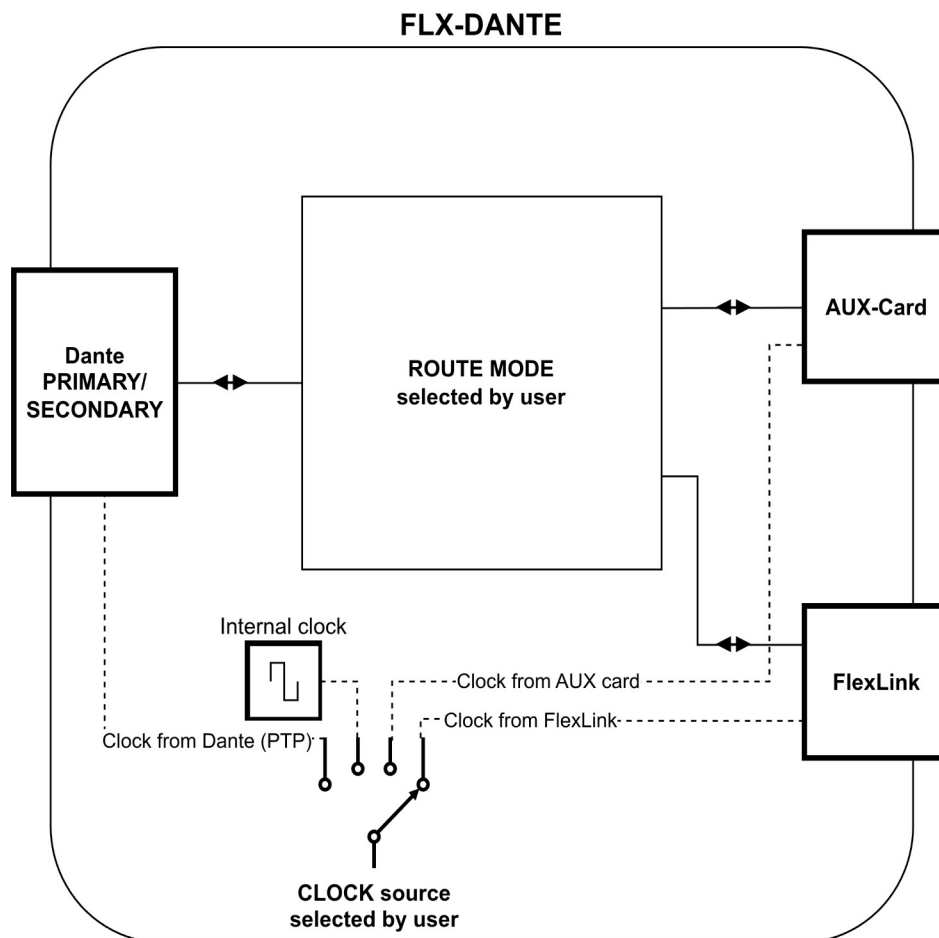 FLX-DANTE
AUX-Card
Dante
PRIMARY/
SECONDARY
ROUTE MODE
selected by user
Internal clock
Clock from AUX card
FlexLink
Clock from FlexLink
Clock from Dante (PTP)
CLOCK source
selected by user